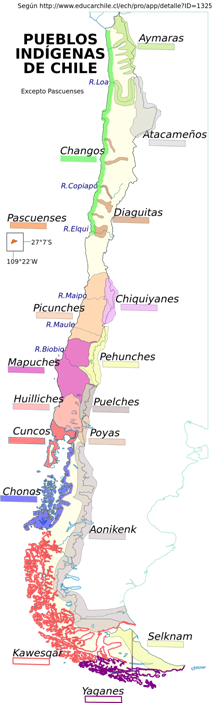 Según http://www.educarchile.cl/ech/pro/app/detalle?ID=1325
PUEBLOS
INDÍGENAS
DE CHILE
Excepto Pascuenses
Aymaras
R.Loa
Atacameños
Changos
R.Copiapó
Diaguitas
Pascuenses
R.Elqui
27°7'S
109°22'W
R.Maipo
Chiquiyanes
Picunches
R.Maule
R.Biobio
Mapuches
Pehunches
Huilliches
Puelches
Cuncos
Poyas
Chonos
Aonikenk
Selknam
Kawesqar
Yaganes